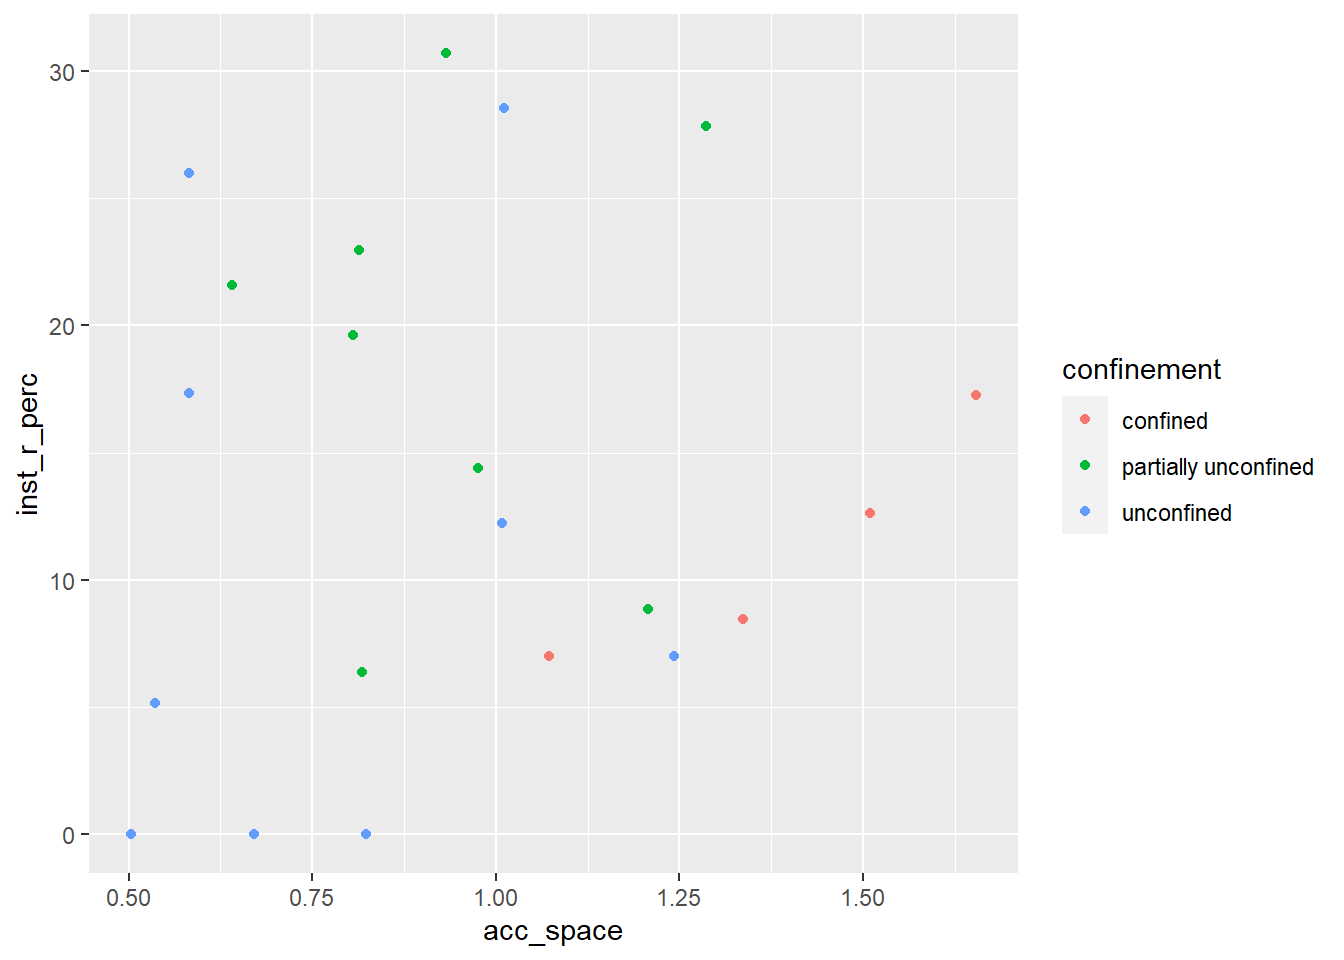 30
20
10
0
inst_r_perc
0.50 0.75 1.00 1.25 1.50
acc_space
confinement
confined
partially unconfined
unconfined